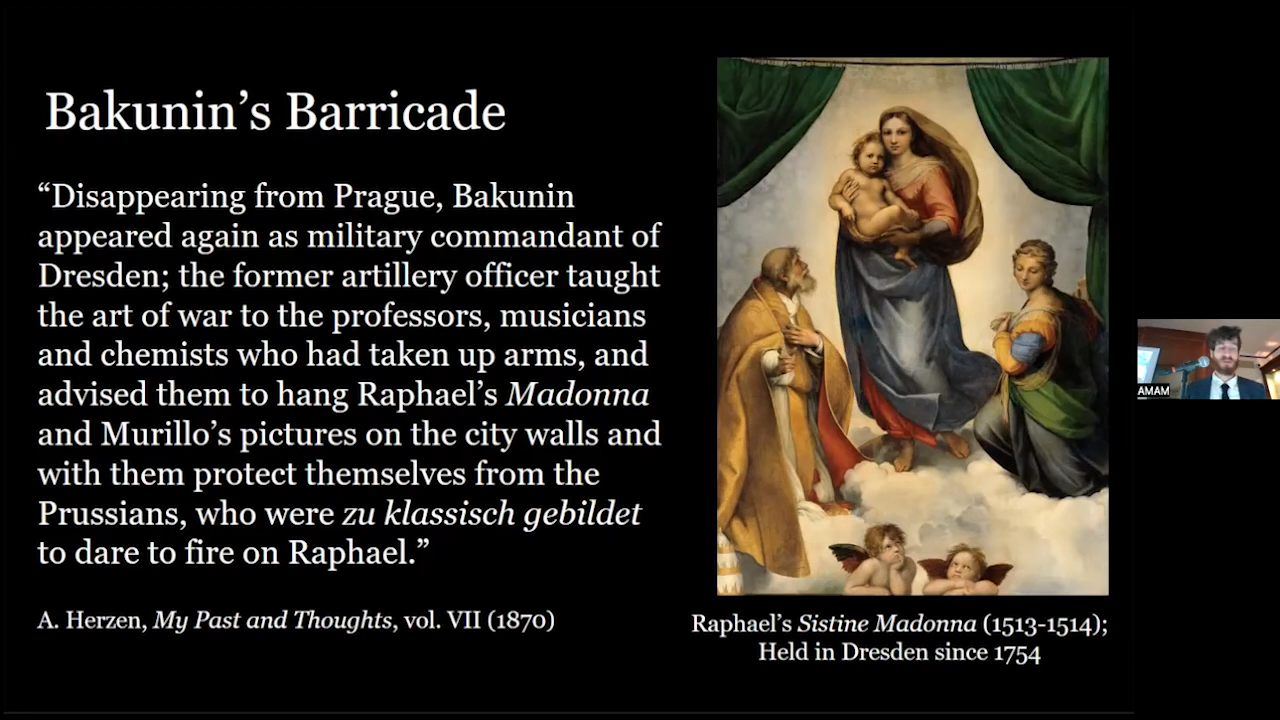 Bakunin’s Barricade
“Disappearing from Prague, Bakunin
appeared again as military commandant of
Dresden; the former artillery officer taught
the art of war to the professors, musicians
and chemists who had taken up arms, and
advised them to hang Raphael’s Madonna
and Murillo’s pictures on the city walls and
with them protect themselves from the
Prussians, who were zu klassisch gebildet
to dare to fire on Raphael.”
A. Herzen, My Past and Thoughts, vol. VII (1870)
Raphael’s Sistine Madonna (1513-1514);
Held in Dresden since 1754
AMAM